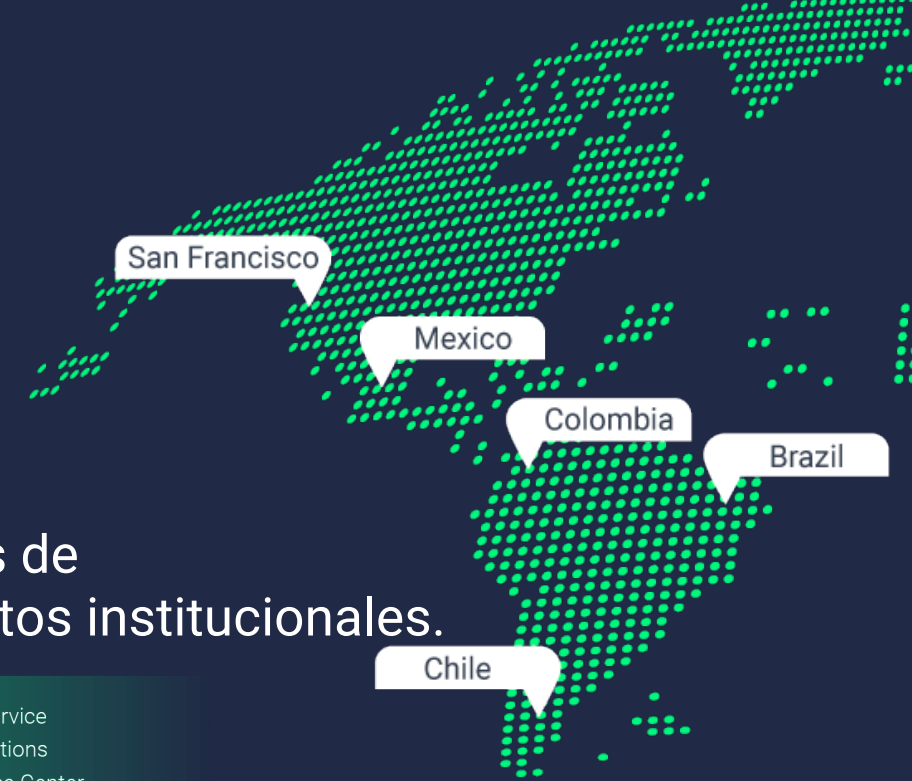 San Francisco
Mexico
Colombia
Brazil
s de
tos institucionales.
Chile
rvice
tions